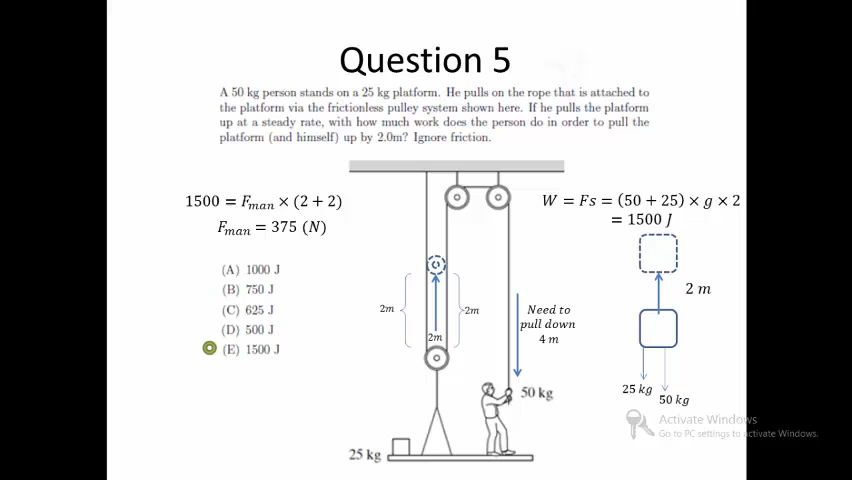 Question 5
A 50 kg person stands on a 25 kg platform. He pulls on the rope that is attached to
the platform via the frictionless pulley system shown here. If he pulls the platform
up at a steady rate, with how much work does the person do in order to pull the
platform (and himself) up by 2.0m? Ignore friction.
1500 = F_man × (2 + 2)
F_man = 375 (N)
W = Fs = (50 + 25) × g × 2
= 1500 J
(A) 1000 J
(B) 750 J
(C) 625 J
(D) 500 J
(E) 1500 J
2m
2m
2m
Need to
pull down
4 m
2 m
50 kg
25 kg
25 kg
50 kg
Activate Windows
Go to PC settings to activate Windows.